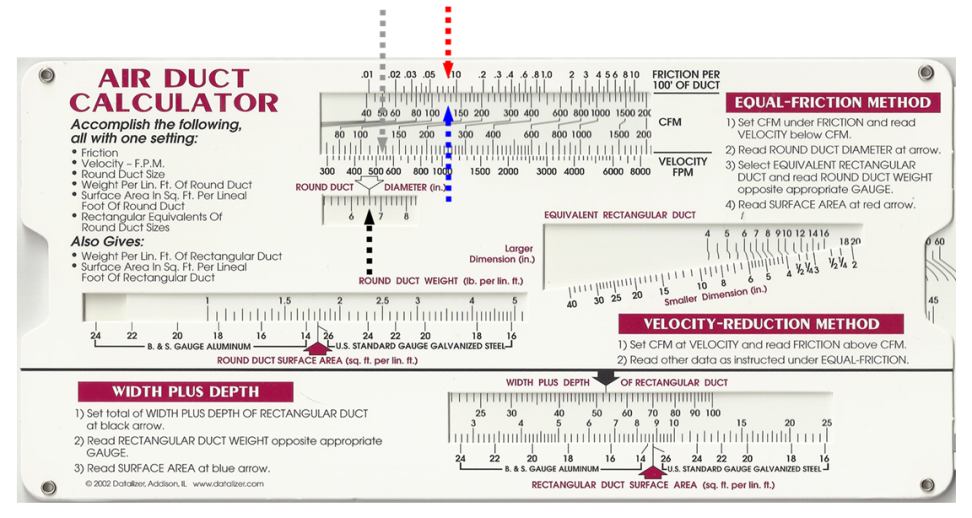 AIR DUCT
CALCULATOR
Accomplish the following,
all with one setting:
• Friction
• Velocity – F.P.M.
• Round Duct Size
• Weight Per Lin. Ft. Of Round Duct
• Surface Area In Sq. Ft. Per Lineal
Foot Of Round Duct
• Rectangular Equivalents Of
Round Duct Sizes
Also Gives:
• Weight Per Lin. Ft. Of Rectangular Duct
• Surface Area In Sq. Ft. Per Lineal
Foot Of Rectangular Duct
.01 .02 .03 .05 .10 .2 .3 .4 .6 .8 1.0 2 3 4 5 6 8 10
FRICTION PER
100' OF DUCT
40 50 60 80 100 150 200 300 400 500 600 800 1000 1500 200
CFM
80 100 150 200 300 400 600 1000 1500 200
VELOCITY
FPM
300 400 500 600 800 1000 1500 2000 3000 4000 5000 6000 8000
ROUND DUCT DIAMETER (in.)
6 7 8
EQUAL-FRICTION METHOD
1) Set CFM under FRICTION and read
VELOCITY below CFM.
2) Read ROUND DUCT DIAMETER at arrow.
3) Select EQUIVALENT RECTANGULAR
DUCT and read ROUND DUCT WEIGHT
opposite appropriate GAUGE.
4) Read SURFACE AREA at red arrow.
EQUIVALENT RECTANGULAR DUCT
4 5 6 7 8 9 10 12 14 16 18 20
Larger
Dimension (in.)
40 30 25 20 15 10 8 6 5 4 3 2
Smaller Dimension (in.)
60
45
ROUND DUCT WEIGHT (lb. per lin. ft.)
1 1.5 2 2.5 3 4 5
24 22 20 18 16 14 26 24 22 20 18 16
B. & S. GAUGE ALUMINUM U.S. STANDARD GAUGE GALVANIZED STEEL
ROUND DUCT SURFACE AREA (sq. ft. per lin. ft.)
VELOCITY-REDUCTION METHOD
1) Set CFM at VELOCITY and read FRICTION above CFM.
2) Read other data as instructed under EQUAL-FRICTION.
WIDTH PLUS DEPTH
1) Set total of WIDTH PLUS DEPTH OF RECTANGULAR DUCT
at black arrow.
2) Read RECTANGULAR DUCT WEIGHT opposite appropriate
GAUGE.
3) Read SURFACE AREA at blue arrow.
© 2002 Datalizer, Addison, IL www.datalizer.com
WIDTH PLUS DEPTH OF RECTANGULAR DUCT
25 30 40 50 60 70 80 90 100
3 4 5 6 7 8 9 10 15 20 25
24 22 20 18 16 14 26 24 22 20 18 16
B. & S. GAUGE ALUMINUM U.S. STANDARD GAUGE GALVANIZED STEEL
RECTANGULAR DUCT SURFACE AREA (sq. ft. per lin. ft.)